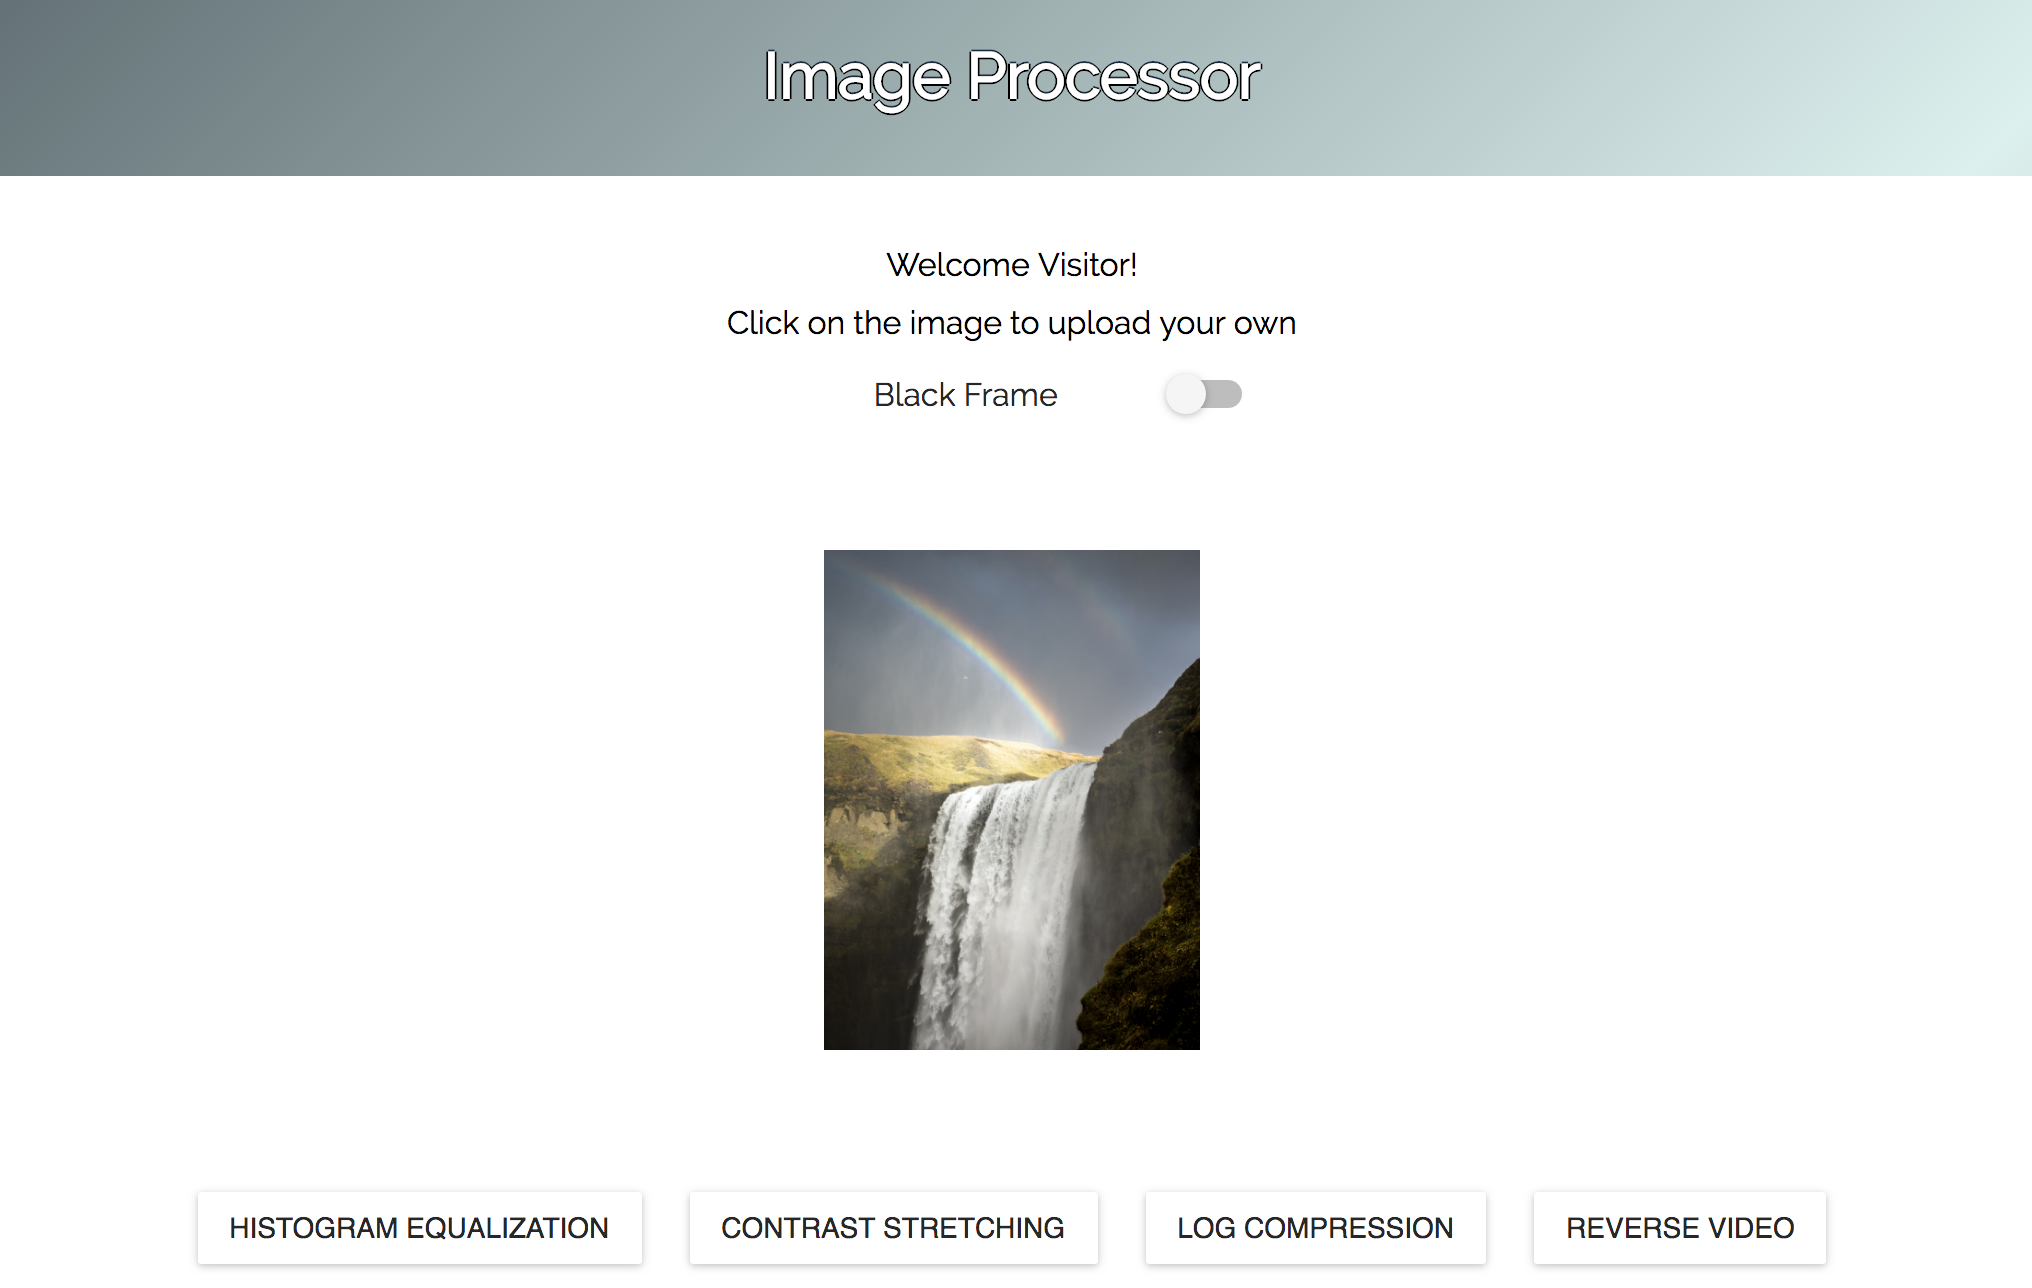 Image Processor
Welcome Visitor!
Click on the image to upload your own
Black Frame
HISTOGRAM EQUALIZATION
CONTRAST STRETCHING
LOG COMPRESSION
REVERSE VIDEO